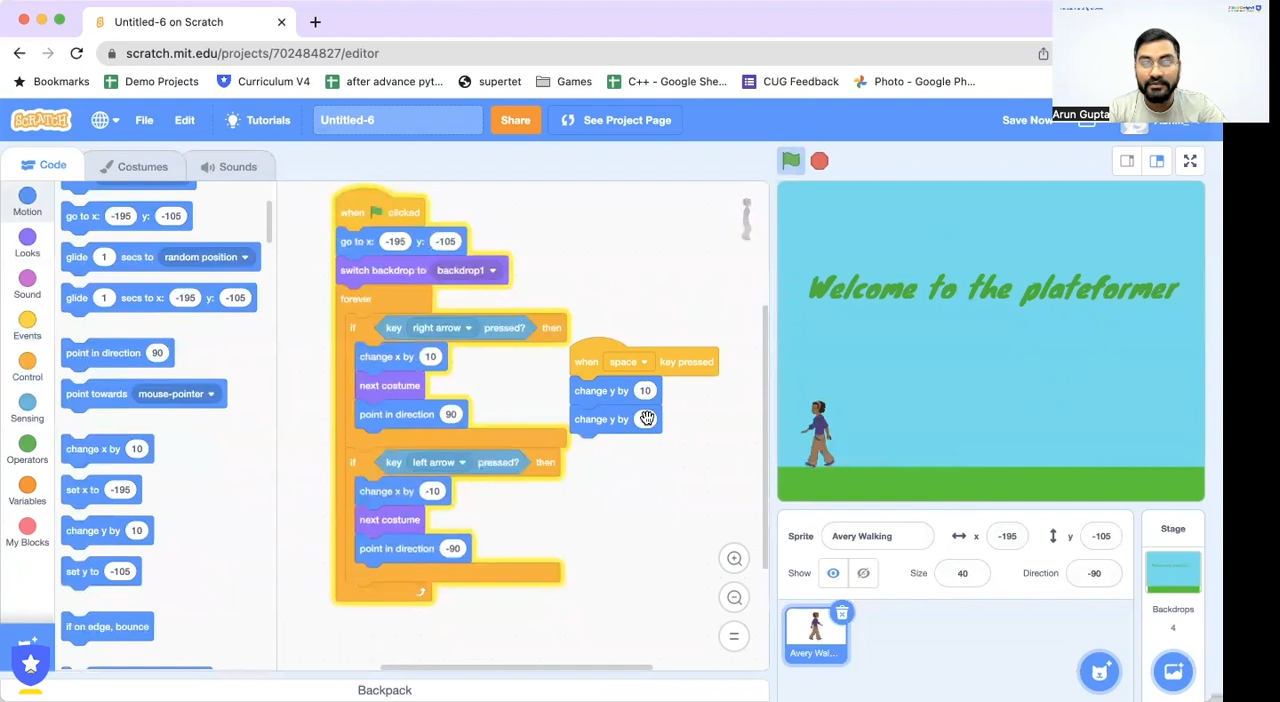 Untitled-6 on Scratch
scratch.mit.edu/projects/702484827/editor
Bookmarks Demo Projects Curriculum V4 after advance pyt... supertet Games C++ - Google She... CUG Feedback Photo - Google Ph...
Arun Gupta
SCRATCH File Edit Tutorials Untitled-6 Share See Project Page Save Now
Code Costumes Sounds
Motion
Looks
Sound
Events
Control
Sensing
Operators
Variables
My Blocks
go to x: -195 y: -105
glide 1 secs to random position
glide 1 secs to x: -195 y: -105
point in direction 90
point towards mouse-pointer
change x by 10
set x to -195
change y by 10
set y to -105
if on edge, bounce
when clicked
go to x: -195 y: -105
switch backdrop to backdrop1
forever
if key right arrow pressed? then
change x by 10
next costume
point in direction 90
if key left arrow pressed? then
change x by -10
next costume
point in direction -90
when space key pressed
change y by 10
change y by
Welcome to the plateformer
Sprite Avery Walking x -195 y -105
Show Size 40 Direction -90
Avery Wal...
Stage
Backdrops
4
Backpack